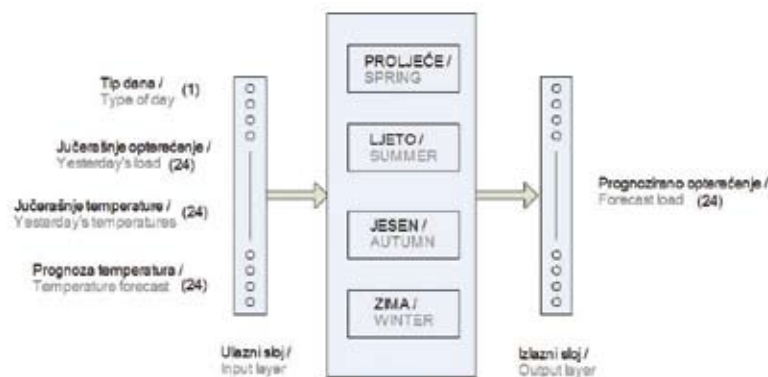 Tip dana /
Type of day (1)
Jučerašnje opterećenje /
Yesterday's load (24)
Jučerašnje temperature /
Yesterday's temperatures (24)
Prognoza temperatura /
Temperature forecast (24)
Ulazni sloj /
Input layer
PROLJEĆE /
SPRING
LJETO /
SUMMER
JESEN /
AUTUMN
ZIMA /
WINTER
Prognozirano opterećenje /
Forecast load (24)
Izlazni sloj /
Output layer